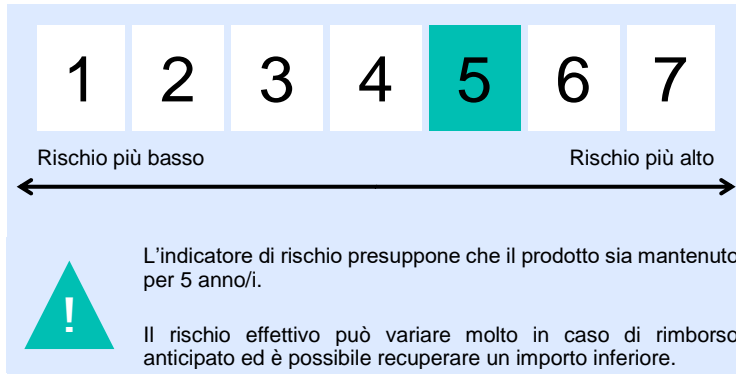 1 2 3 4 5 6 7
Rischio più basso Rischio più alto
L'indicatore di rischio presuppone che il prodotto sia mantenuto
per 5 anno/i.
!
Il rischio effettivo può variare molto in caso di rimborso
anticipato ed è possibile recuperare un importo inferiore.